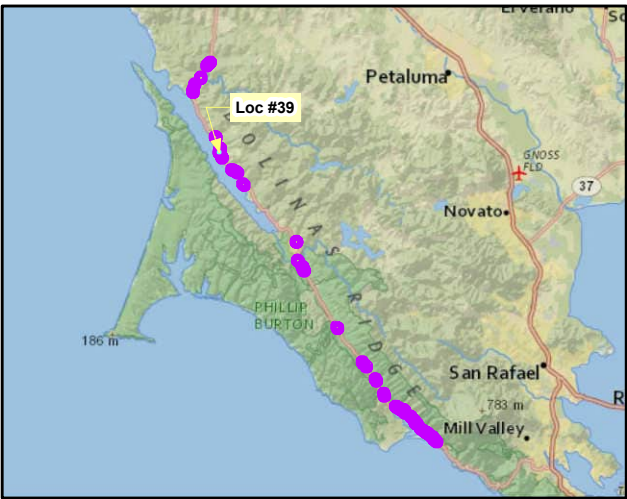 El Verano
Petaluma
Loc #39
GNOSS
FLD
37
BOLINAS RIDGE
Novato
PHILLIP
BURTON
186 m
San Rafael
783 m
Mill Valley